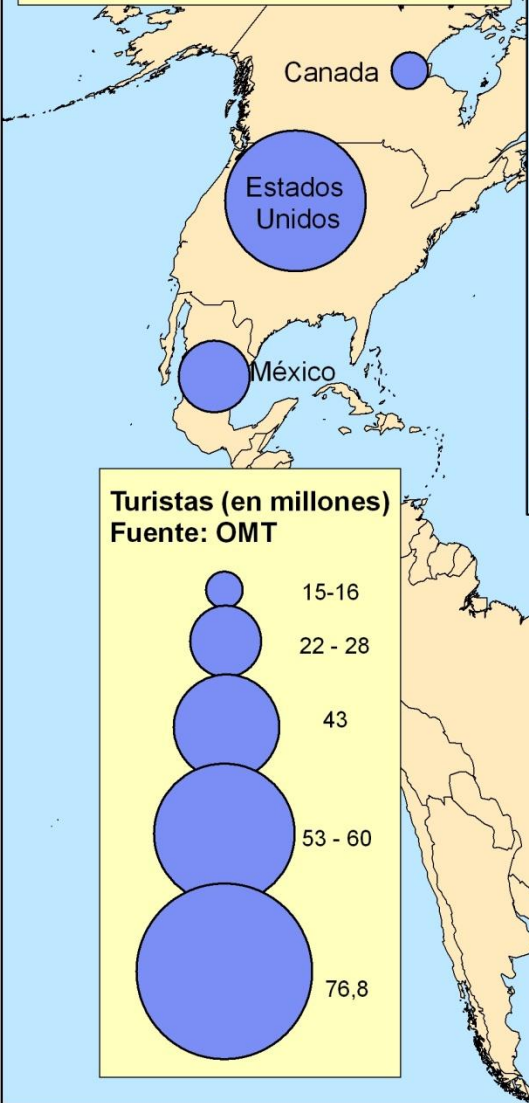 Canada
Estados
Unidos
México
Turistas (en millones)
Fuente: OMT
15-16
22 - 28
43
53 - 60
76,8